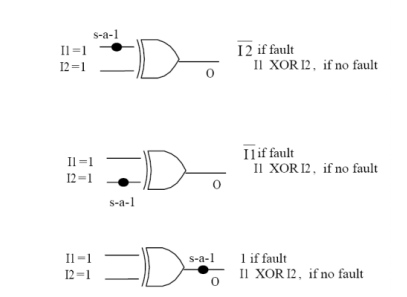 s-a-1
I1=1
I2=1
O
I2 if fault
I1 XOR I2, if no fault
I1=1
I2=1
s-a-1
O
I1 if fault
I1 XOR I2, if no fault
I1=1
I2=1
s-a-1
O
1 if fault
I1 XOR I2, if no fault